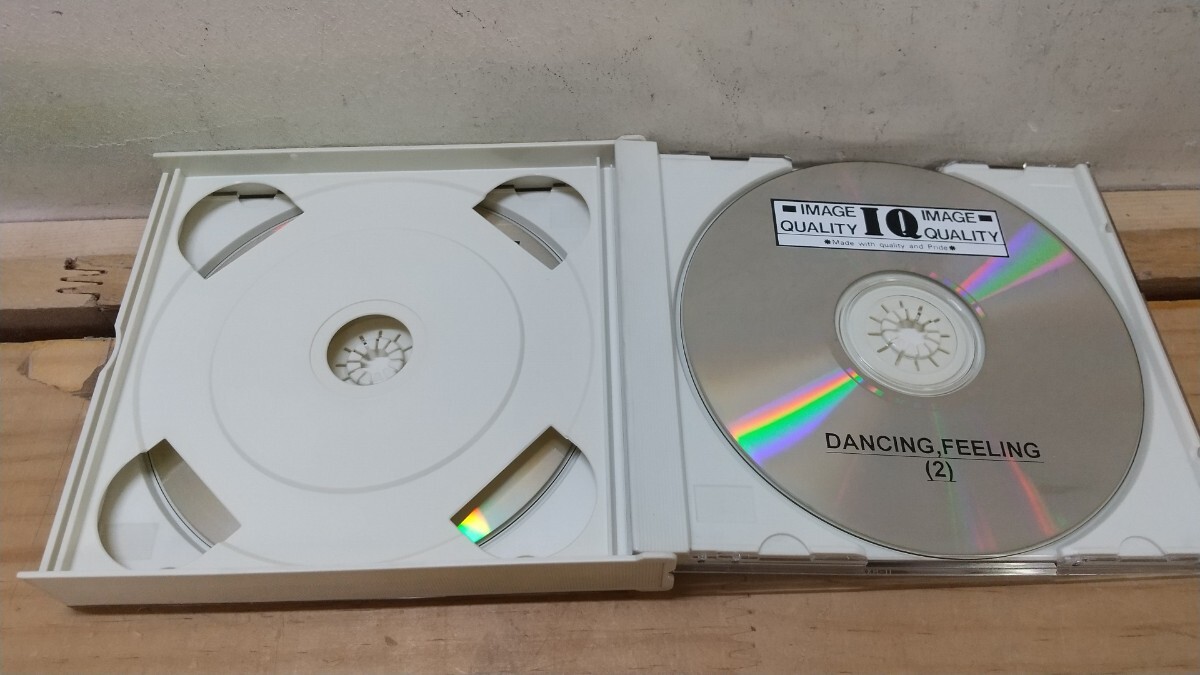 IMAGE IQ IMAGE
QUALITY QUALITY
✱Made with quality and Pride✱
DANCING,FEELING
(2)